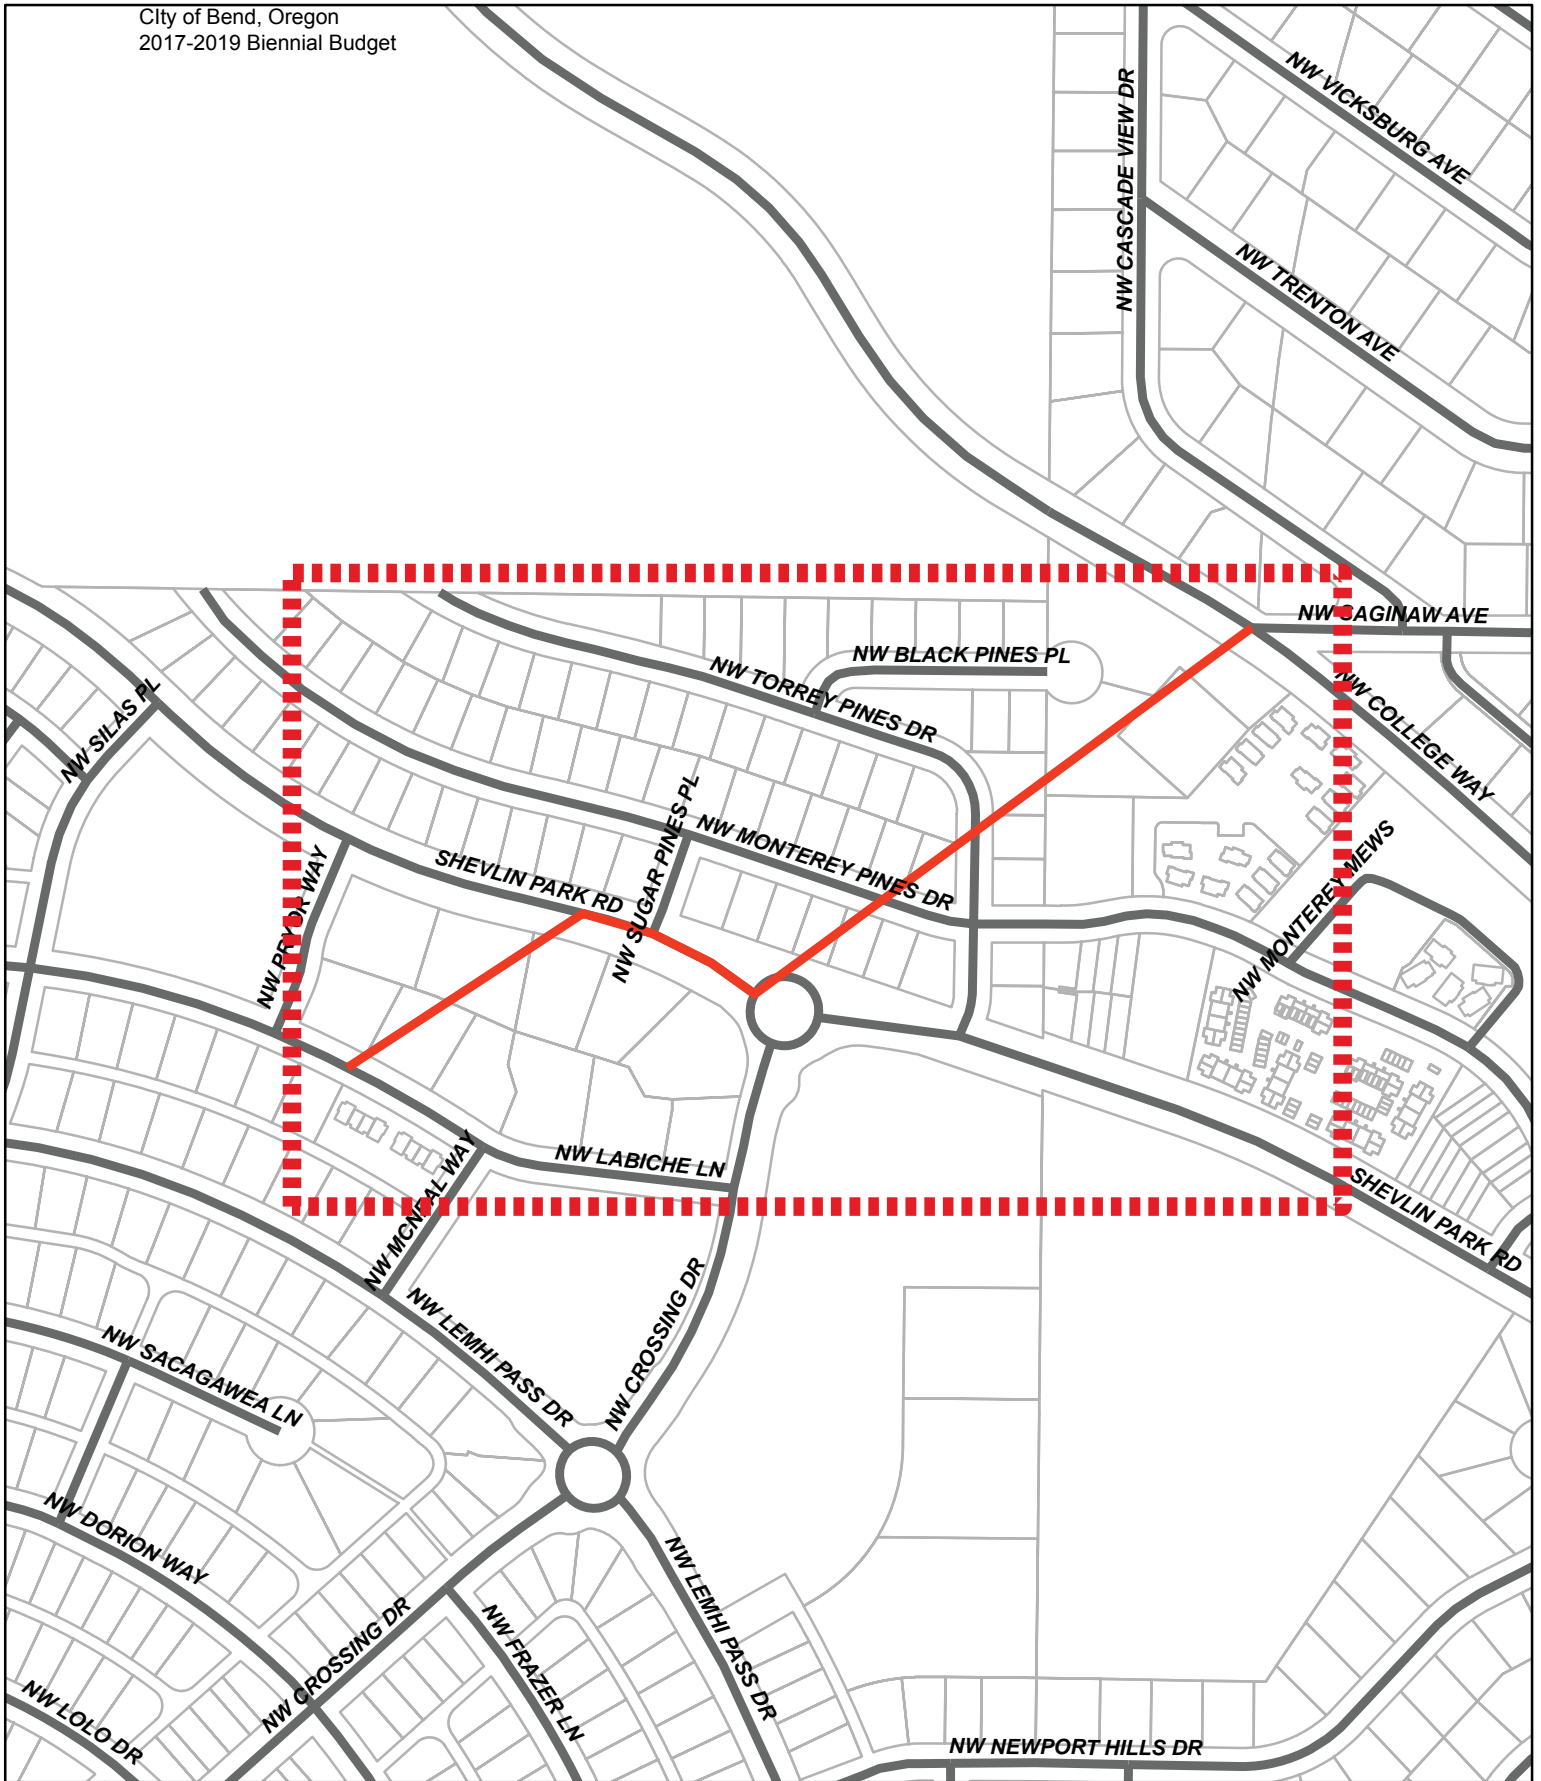 CIty of Bend, Oregon
2017-2019 Biennial Budget
NW VICKSBURG AVE
NW CASCADE VIEW DR
NW TRENTON AVE
NW SAGINAW AVE
NW BLACK PINES PL
NW TORREY PINES DR
NW COLLEGE WAY
NW SILAS PL
NW SUGAR PINES PL
NW MONTEREY PINES DR
SHEVLIN PARK RD
NW MONTEREY MEWS
NW PRYOR WAY
NW LABICHE LN
NW MCNEAL WAY
SHEVLIN PARK RD
NW CROSSING DR
NW LEMHI PASS DR
NW SACAGAWEA LN
NW DORION WAY
NW LEMHI PASS DR
NW CROSSING DR
NW FRAZER LN
NW LOLO DR
NW NEWPORT HILLS DR